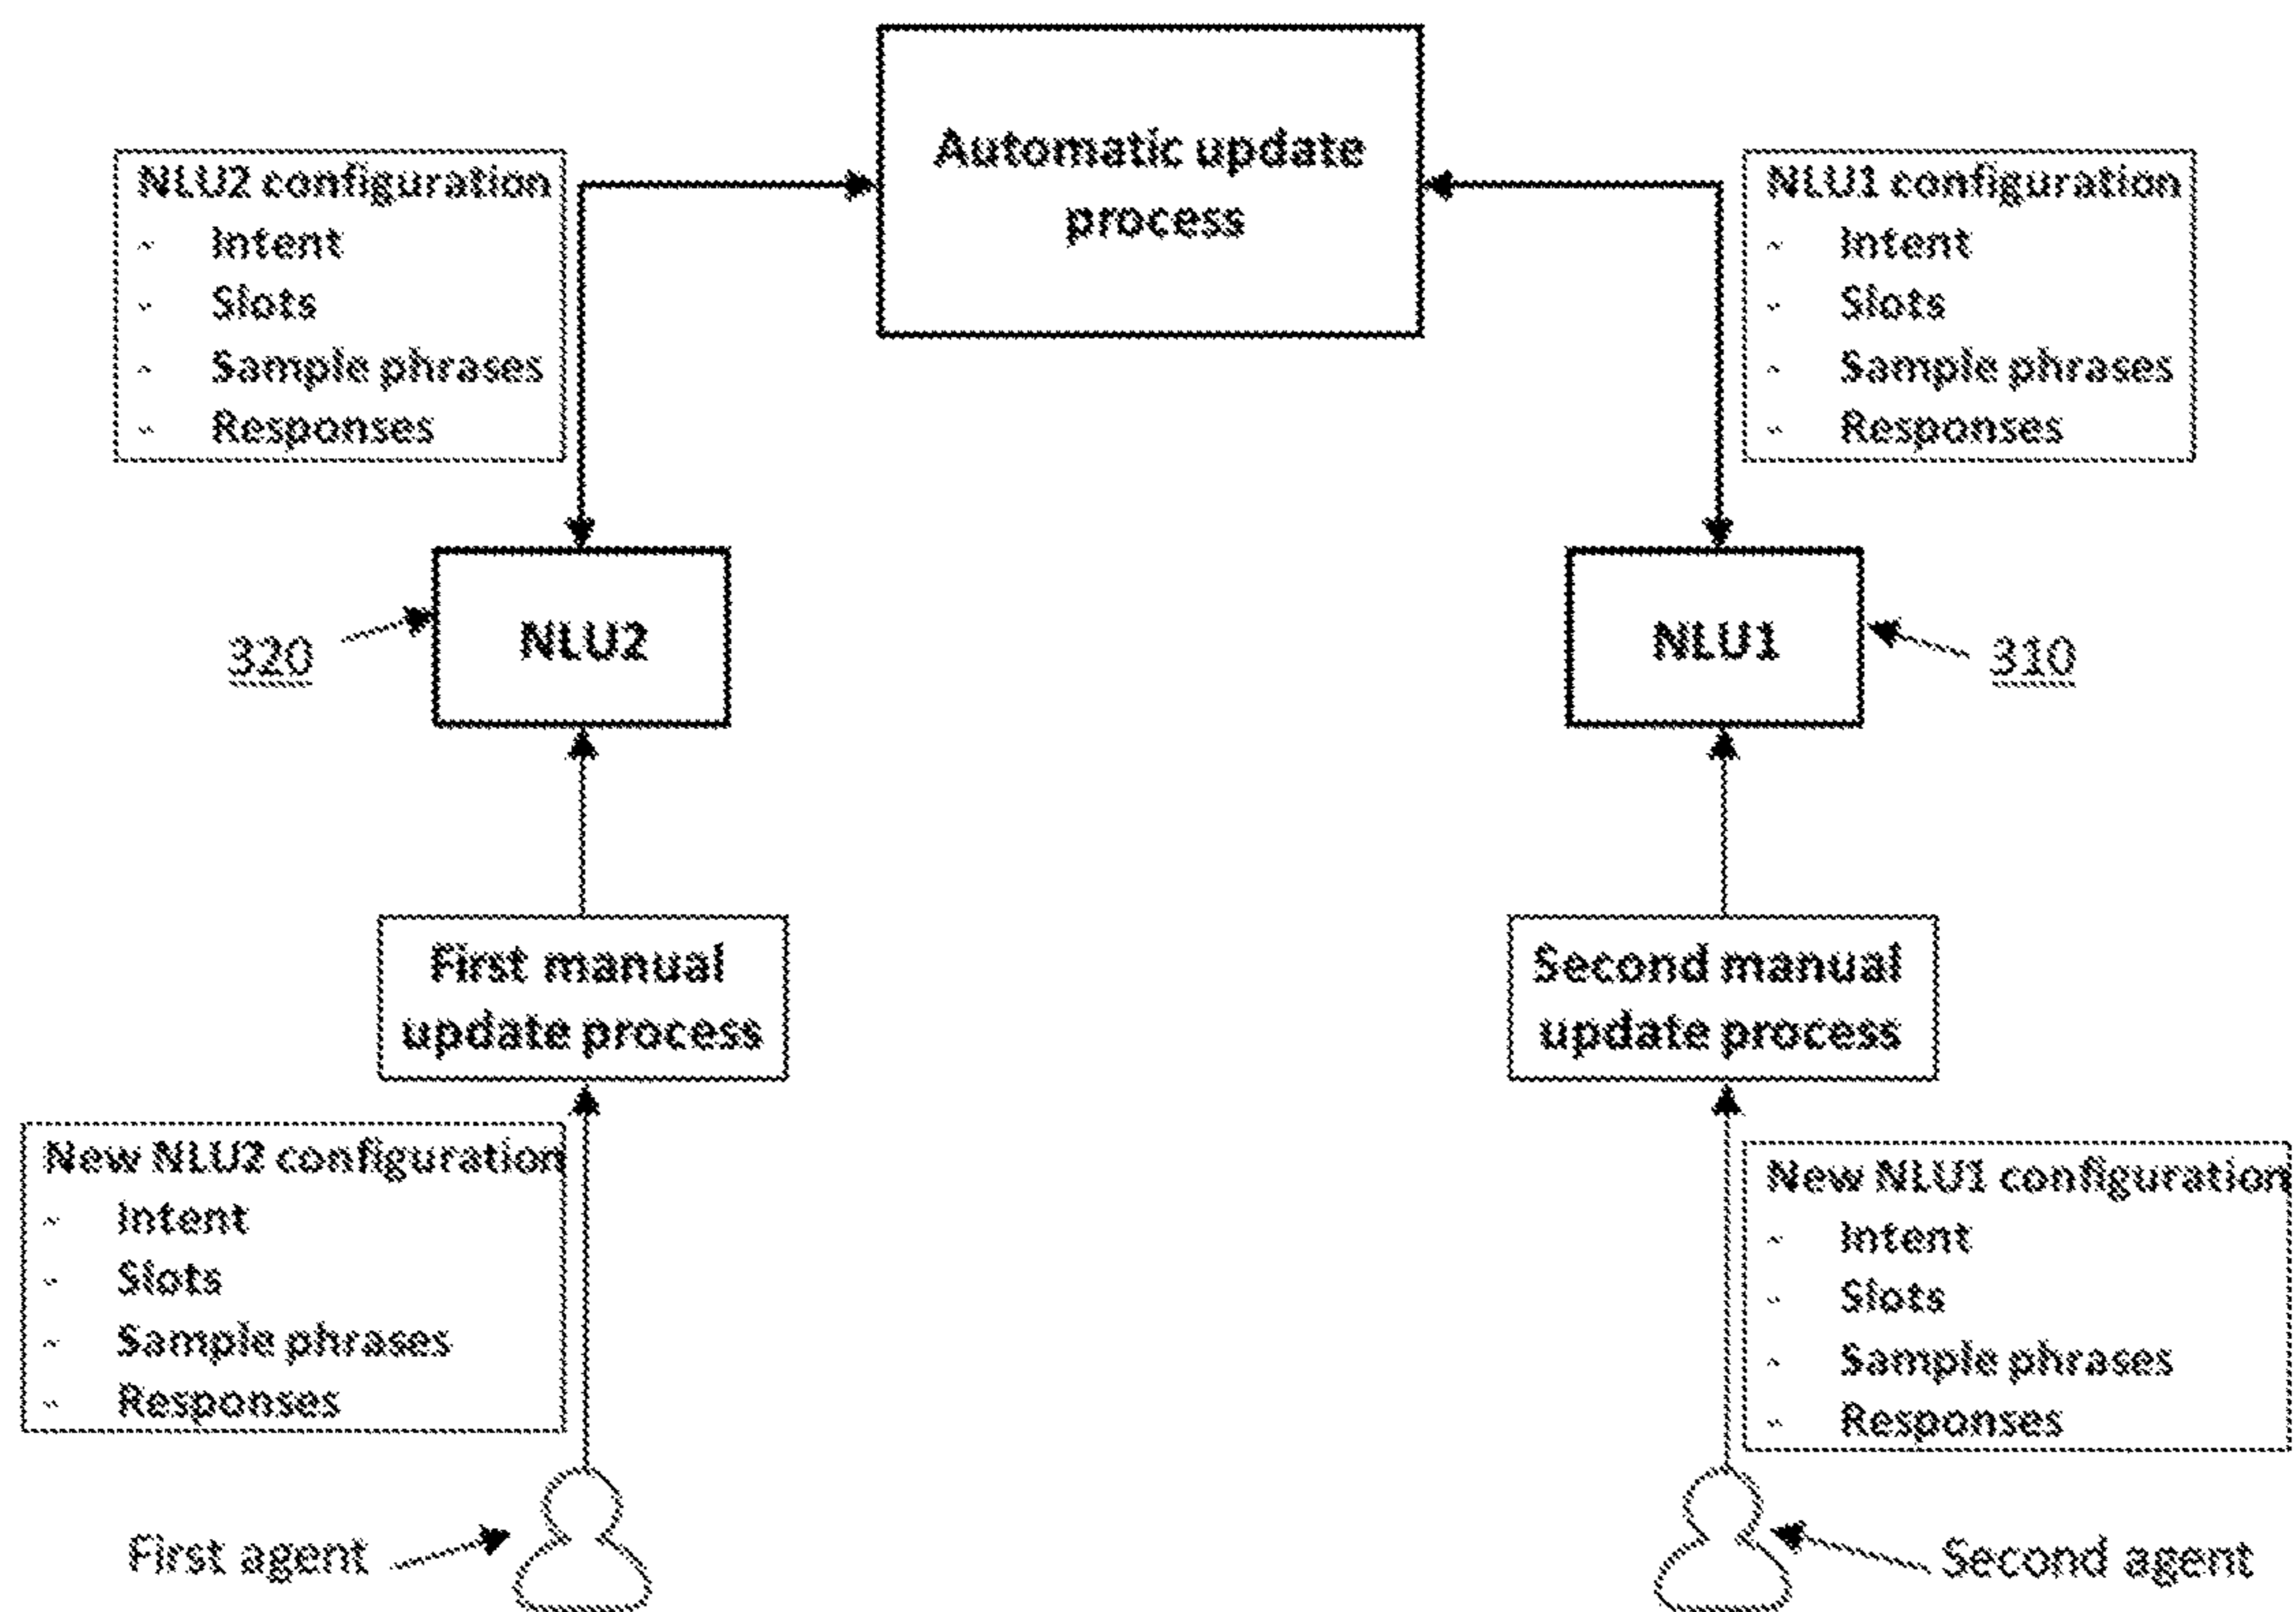 Automatic update
process
NLU2 configuration
- Intent
- Slots
- Sample phrases
- Responses
NLU1 configuration
- Intent
- Slots
- Sample phrases
- Responses
NLU2
320
NLU1
310
First manual
update process
Second manual
update process
New NLU2 configuration
- Intent
- Slots
- Sample phrases
- Responses
New NLU1 configuration
- Intent
- Slots
- Sample phrases
- Responses
First agent
Second agent